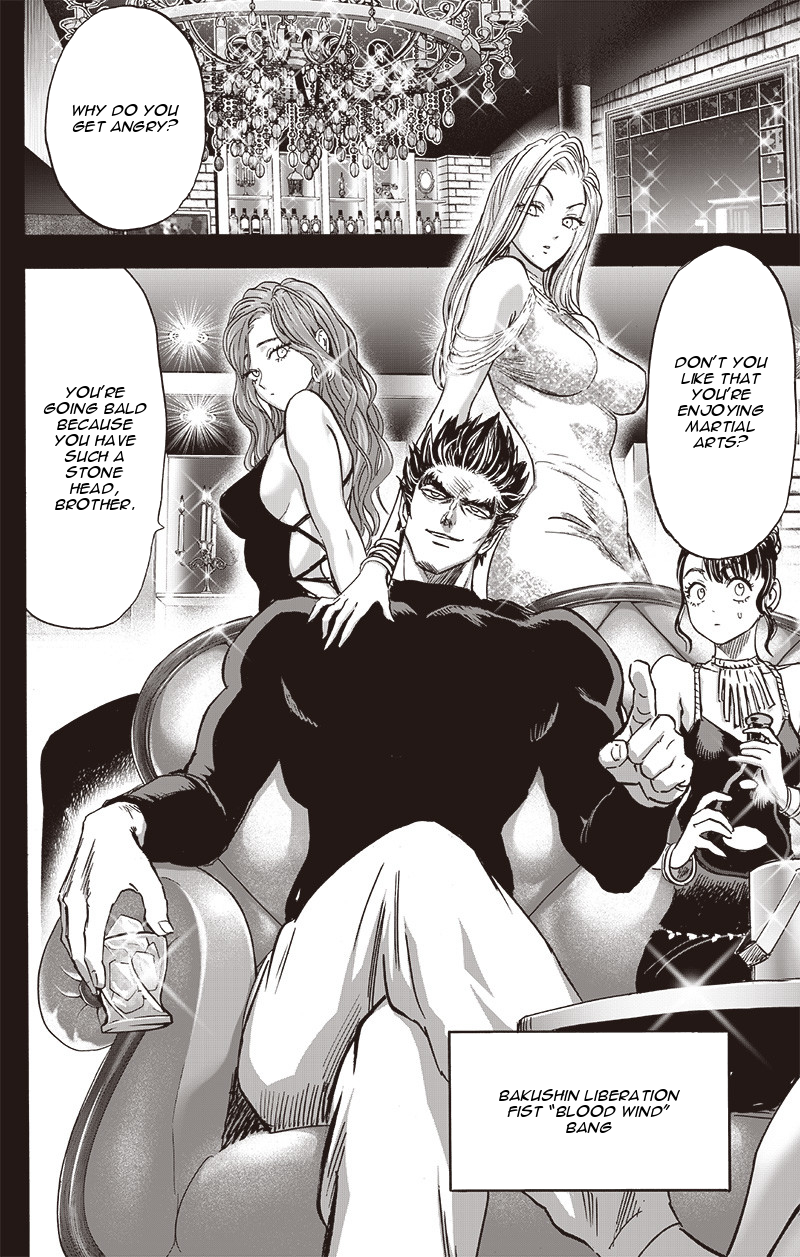 WHY DO YOU
GET ANGRY?
DON'T YOU
LIKE THAT
YOU'RE
ENJOYING
MARTIAL
ARTS?
YOU'RE
GOING BALD
BECAUSE
YOU HAVE
SUCH A
STONE
HEAD,
BROTHER.
BAKUSHIN LIBERATION
FIST "BLOOD WIND"
BANG